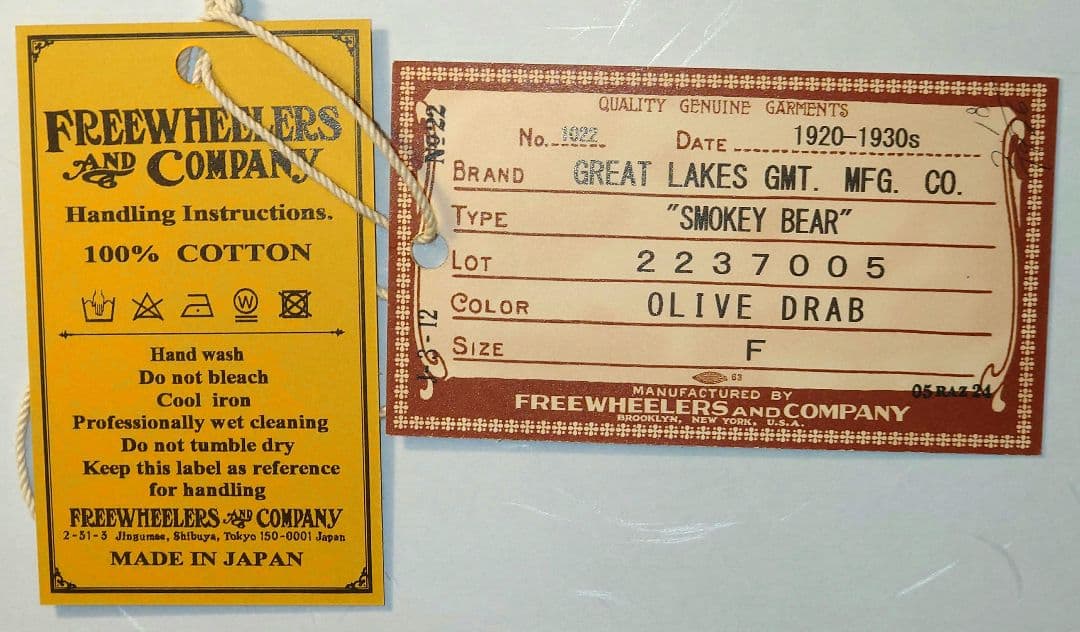 FREEWHEELERS
AND COMPANY
Handling Instructions.
100% COTTON
W
Hand wash
Do not bleach
Cool iron
Professionally wet cleaning
Do not tumble dry
Keep this label as reference
for handling
FREEWHEELERS AND COMPANY
2-31-3 Jingumae, Shibuya, Tokyo 150-0001 Japan
MADE IN JAPAN
QUALITY GENUINE GARMENTS
No. 1022 DATE 1920-1930s
BRAND GREAT LAKES GMT. MFG. CO.
TYPE "SMOKEY BEAR"
LOT 2237005
COLOR OLIVE DRAB
SIZE F
63
MANUFACTURED BY
05 RAZ 24
FREEWHEELERS AND COMPANY
BROOKLYN, NEW YORK, U.S.A.
No 22